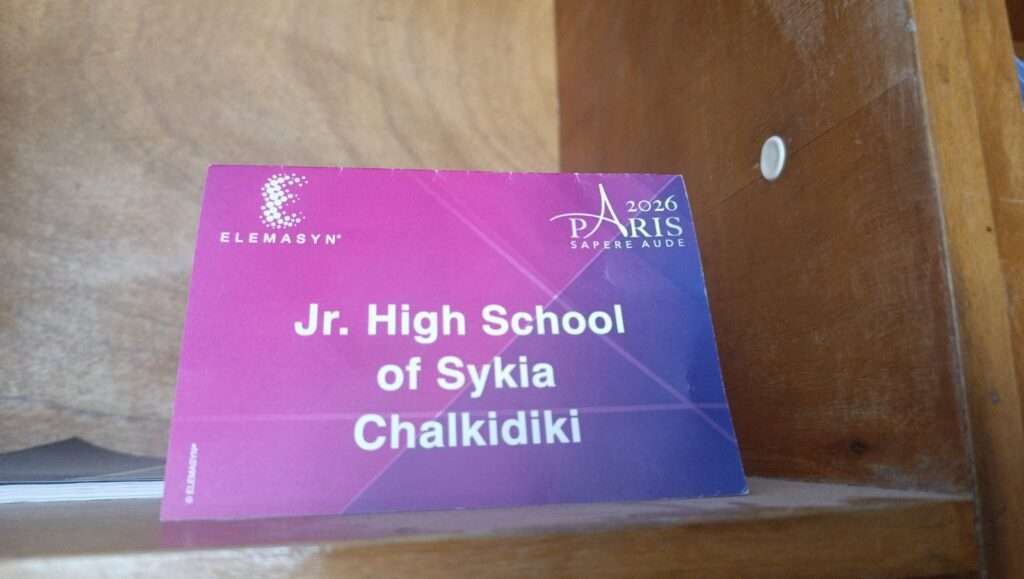 ELEMASYN®
2026
PARIS
SAPERE AUDE
Jr. High School
of Sykia
Chalkidiki
© ELEMASYN®